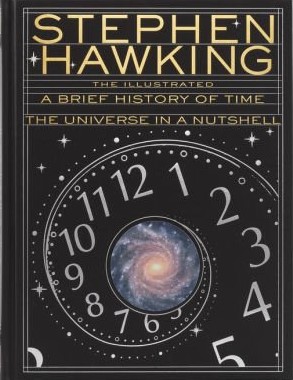 STEPHEN
HAWKING
THE ILLUSTRATED
A BRIEF HISTORY OF TIME
THE UNIVERSE IN A NUTSHELL
12
1
11
2
10
3
9
4
8
7
6
5